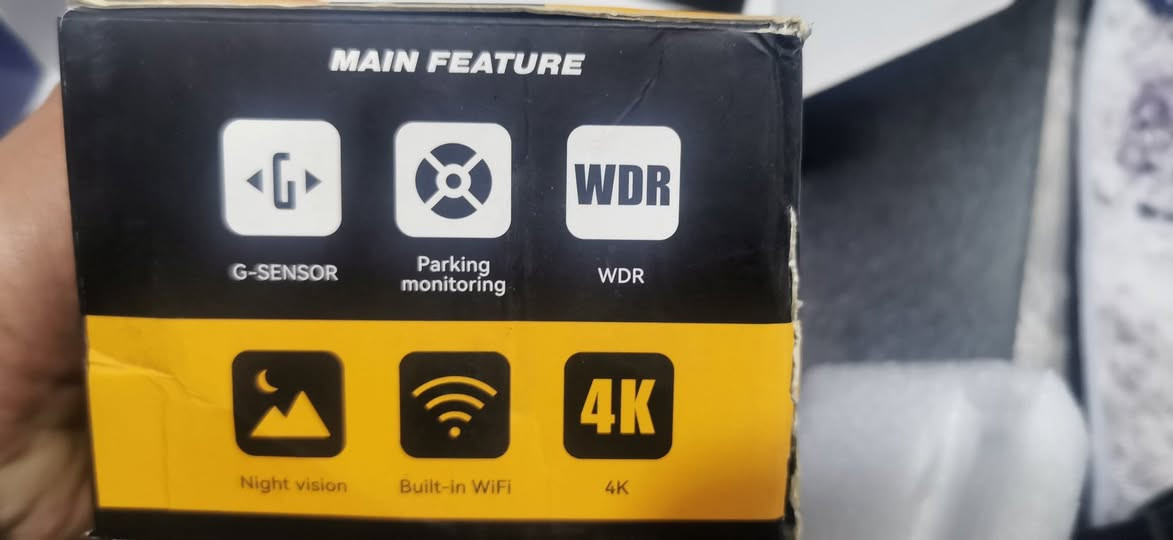 MAIN FEATURE
G WDR
G-SENSOR Parking monitoring WDR
4K
Night vision Built-in WiFi 4K